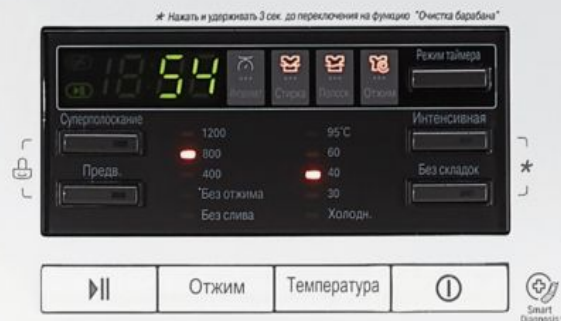 * Нажать и удерживать 3 сек. до переключения на функцию "Очистка барабана"
54
Стирка
Полоск.
Отжим
Режим таймера
Суперполоскание
Предв.
1200
800
400
*Без отжима
Без слива
95°C
60
40
30
Холодн.
Интенсивная
Без складок
*
Отжим
Температура
Smart
Diagnosis